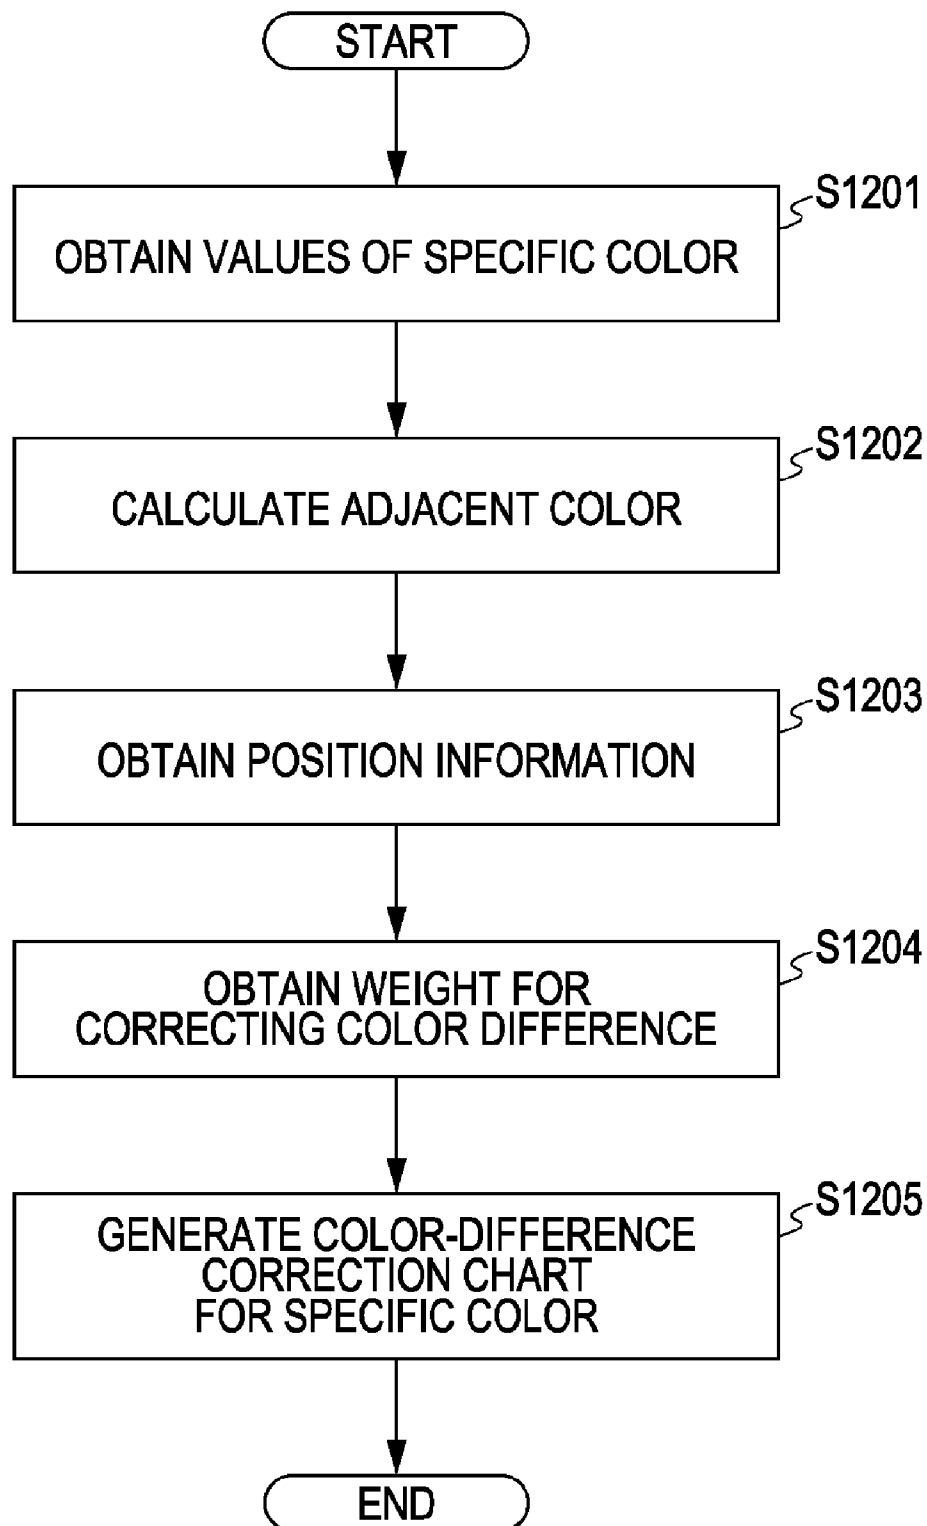 START
S1201
OBTAIN VALUES OF SPECIFIC COLOR
S1202
CALCULATE ADJACENT COLOR
S1203
OBTAIN POSITION INFORMATION
S1204
OBTAIN WEIGHT FOR
CORRECTING COLOR DIFFERENCE
S1205
GENERATE COLOR-DIFFERENCE
CORRECTION CHART
FOR SPECIFIC COLOR
END